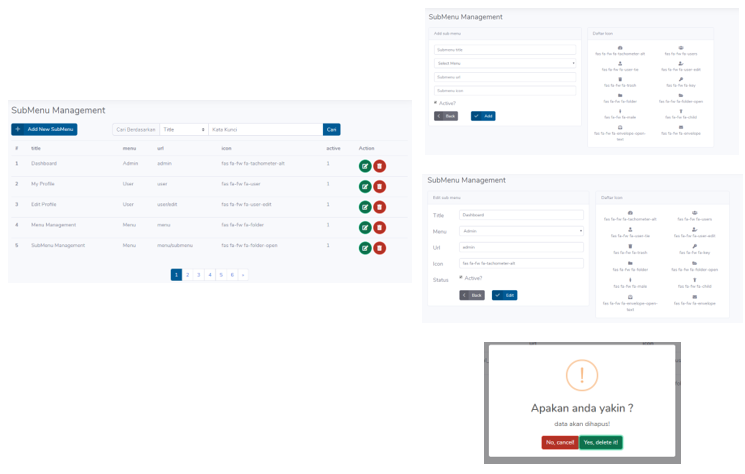 SubMenu Management
+ Add New SubMenu
Cari Berdasarkan Title Kata Kunci Cari
# title menu url icon active Action
1 Dashboard Admin admin fas fa-fw fa-tachometer-alt 1
2 My Profile User user fas fa-fw fa-user 1
3 Edit Profile User user/edit fas fa-fw fa-user-edit 1
4 Menu Management Menu menu fas fa-fw fa-folder 1
5 SubMenu Management Menu menu/submenu fas fa-fw fa-folder-open 1
1 2 3 4 5 6 »
SubMenu Management
Add sub menu
Submenu title
Select Menu
Submenu url
Submenu icon
Active?
Back Add
Daftar Icon
fas fa-fw fa-tachometer-alt fas fa-fw fa-users
fas fa-fw fa-user-tie fas fa-fw fa-user-edit
fas fa-fw fa-trash fas fa-fw fa-key
fas fa-fw fa-folder fas fa-fw fa-folder-open
fas fa-fw fa-male fas fa-fw fa-child
fas fa-fw fa-envelope-open-text fas fa-fw fa-envelope
SubMenu Management
Edit sub menu
Title Dashboard
Menu Admin
Url admin
Icon fas fa-fw fa-tachometer-alt
Status Active?
Back Edit
Daftar Icon
fas fa-fw fa-tachometer-alt fas fa-fw fa-users
fas fa-fw fa-user-tie fas fa-fw fa-user-edit
fas fa-fw fa-trash fas fa-fw fa-key
fas fa-fw fa-folder fas fa-fw fa-folder-open
fas fa-fw fa-male fas fa-fw fa-child
fas fa-fw fa-envelope-open-text fas fa-fw fa-envelope
!
Apakan anda yakin ?
data akan dihapus!
No, cancel! Yes, delete it!